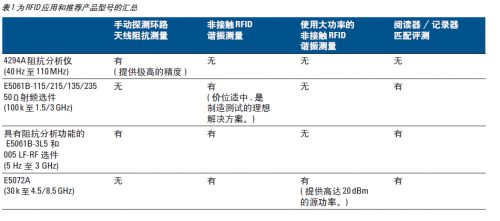 表 1 为 RFID 应用和推荐产品型号的汇总
手动探测环路 非接触 RFID 使用大功率的 阅读器/记录器
天线阻抗测量 谐振测量 非接触 RFID 匹配评测
谐振测量
4294A 阻抗分析仪 有 无 无 无
(40 Hz 至 110 MHz) (提供极高的精度)
E5061B-115/215/135/235 无 有 无 有
50 Ω 射频选件 (价位适中,是
(100 k 至 1.5/3 GHz) 制造测试的理想
解决方案。)
具有阻抗分析功能的 有 有 无 有
E5061B-3L5 和
005 LF-RF 选件
(5 Hz 至 3 GHz)
E5072A 无 有 有 有
(30 k 至 4.5/8.5 GHz) (提供高达 20 dBm
的源功率。)